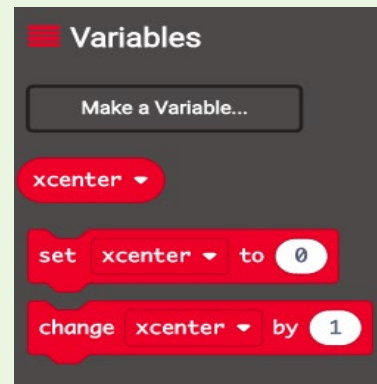 Variables
Make a Variable...
xcenter
set xcenter to 0
change xcenter by 1